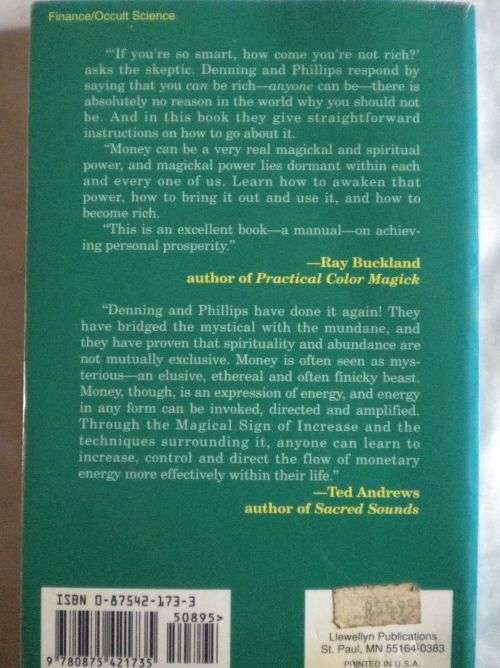 Finance/Occult Science
"'If you're so smart, how come you're not rich?'
asks the skeptic. Denning and Phillips respond by
saying that you can be rich—anyone can be—there is
absolutely no reason in the world why you should not
be. And in this book they give straightforward
instructions on how to go about it.
"Money can be a very real magickal and spiritual
power, and magickal power lies dormant within each
and every one of us. Learn how to awaken that
power, how to bring it out and use it, and how to
become rich.
"This is an excellent book—a manual—on achiev-
ing personal prosperity."
—Ray Buckland
author of Practical Color Magick
"Denning and Phillips have done it again! They
have bridged the mystical with the mundane, and
they have proven that spirituality and abundance are
not mutually exclusive. Money is often seen as mys-
terious—an elusive, ethereal and often finicky beast.
Money, though, is an expression of energy, and energy
in any form can be invoked, directed and amplified.
Through the Magical Sign of Increase and the
techniques surrounding it, anyone can learn to
increase, control and direct the flow of monetary
energy more effectively within their life."
—Ted Andrews
author of Sacred Sounds
ISBN 0-87542-173-3
50895>
9 780875 421735
Llewellyn Publications
St. Paul, MN 55164-0383
PRINTED IN U.S.A.